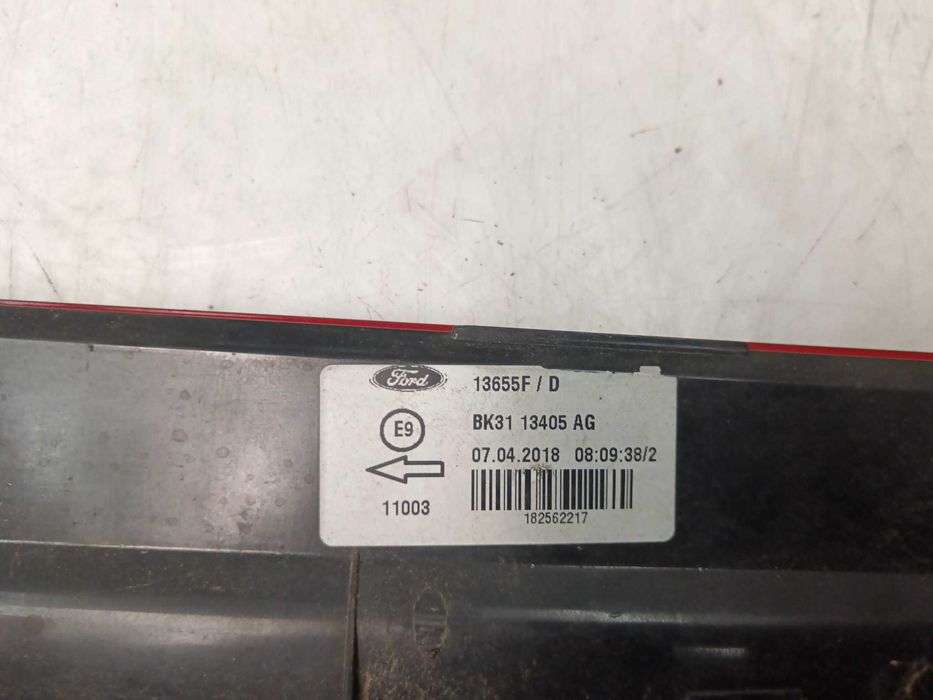 Ford
13655F / D
E9
BK31 13405 AG
07.04.2018 08:09:38/2
11003
182562217